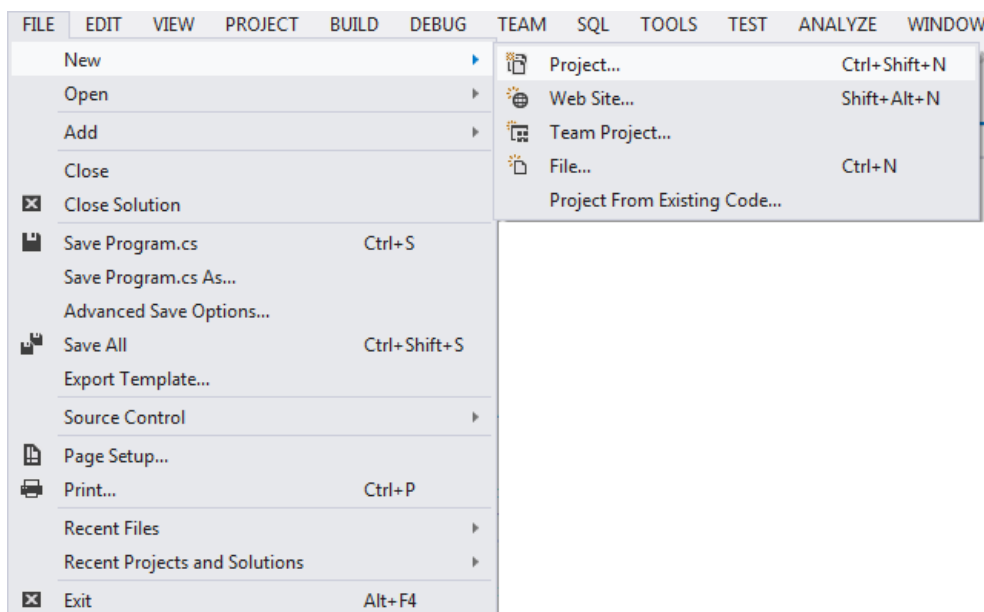 FILE EDIT VIEW PROJECT BUILD DEBUG TEAM SQL TOOLS TEST ANALYZE WINDOW
New
Open
Add
Close
Close Solution
Save Program.cs Ctrl+S
Save Program.cs As...
Advanced Save Options...
Save All Ctrl+Shift+S
Export Template...
Source Control
Page Setup...
Print... Ctrl+P
Recent Files
Recent Projects and Solutions
Exit Alt+F4
Project... Ctrl+Shift+N
Web Site... Shift+Alt+N
Team Project...
File... Ctrl+N
Project From Existing Code...